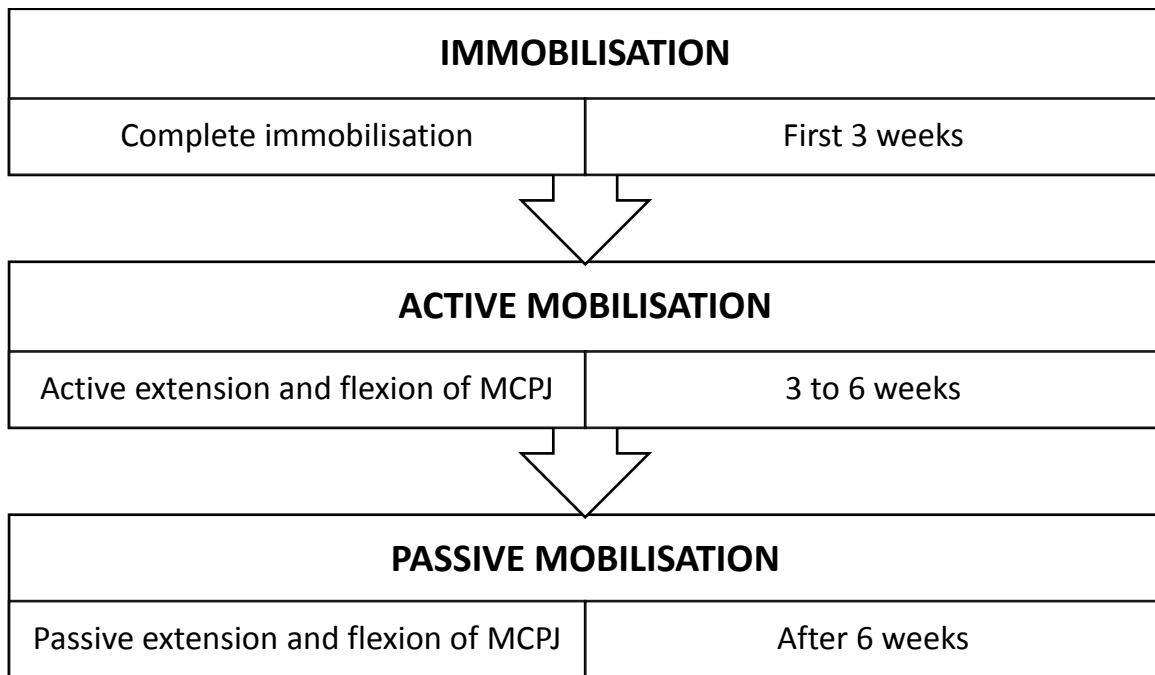 IMMOBILISATION
Complete immobilisation
First 3 weeks
ACTIVE MOBILISATION
Active extension and flexion of MCPJ
3 to 6 weeks
PASSIVE MOBILISATION
Passive extension and flexion of MCPJ
After 6 weeks